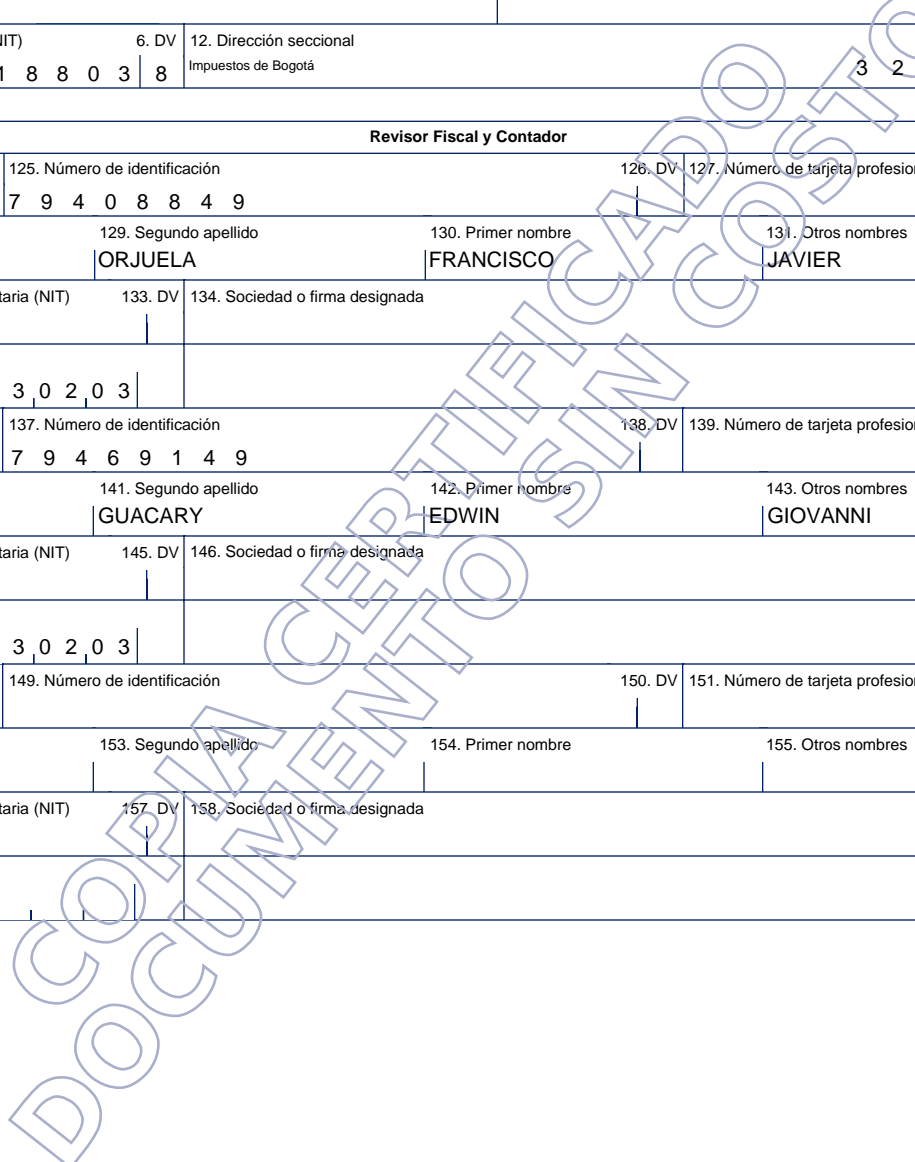 IIT) 6. DV 12. Dirección seccional
1 8 8 0 3 8 Impuestos de Bogotá 3 2
Revisor Fiscal y Contador
125. Número de identificación 126. DV 127. Número de tarjeta profesion
7 9 4 0 8 8 4 9
129. Segundo apellido 130. Primer nombre 131. Otros nombres
ORJUELA FRANCISCO JAVIER
taria (NIT) 133. DV 134. Sociedad o firma designada
3 0 2 0 3
137. Número de identificación 138. DV 139. Número de tarjeta profesion
7 9 4 6 9 1 4 9
141. Segundo apellido 142. Primer nombre 143. Otros nombres
GUACARY EDWIN GIOVANNI
taria (NIT) 145. DV 146. Sociedad o firma designada
3 0 2 0 3
149. Número de identificación 150. DV 151. Número de tarjeta profesion
153. Segundo apellido 154. Primer nombre 155. Otros nombres
taria (NIT) 157. DV 158. Sociedad o firma designada
COPIA CERTIFICADO
DOCUMENTO SIN COSTO